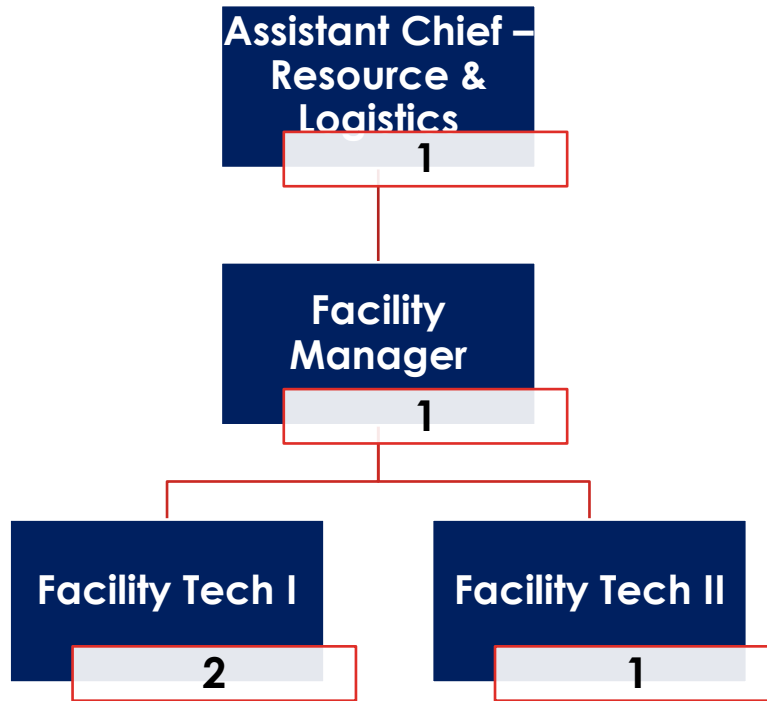 Assistant Chief –
Resource &
Logistics
1
Facility
Manager
1
Facility Tech I
2
Facility Tech II
1